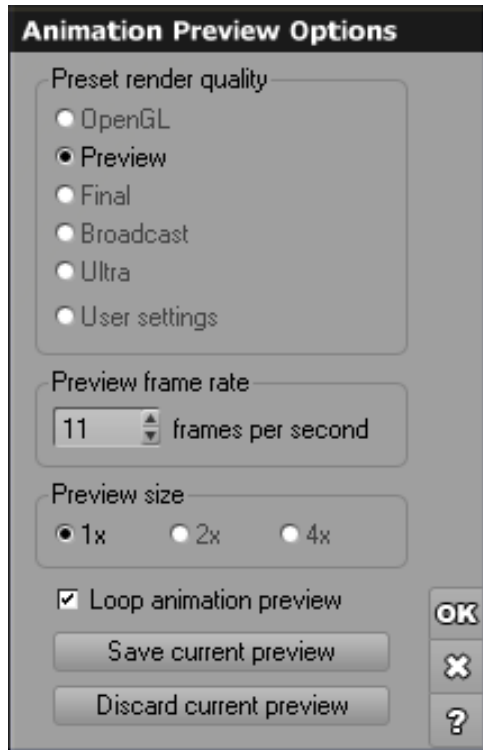 Animation Preview Options
Preset render quality
OpenGL
Preview
Final
Broadcast
Ultra
User settings
Preview frame rate
11 frames per second
Preview size
1x 2x 4x
Loop animation preview
OK
Save current preview
Discard current preview
?